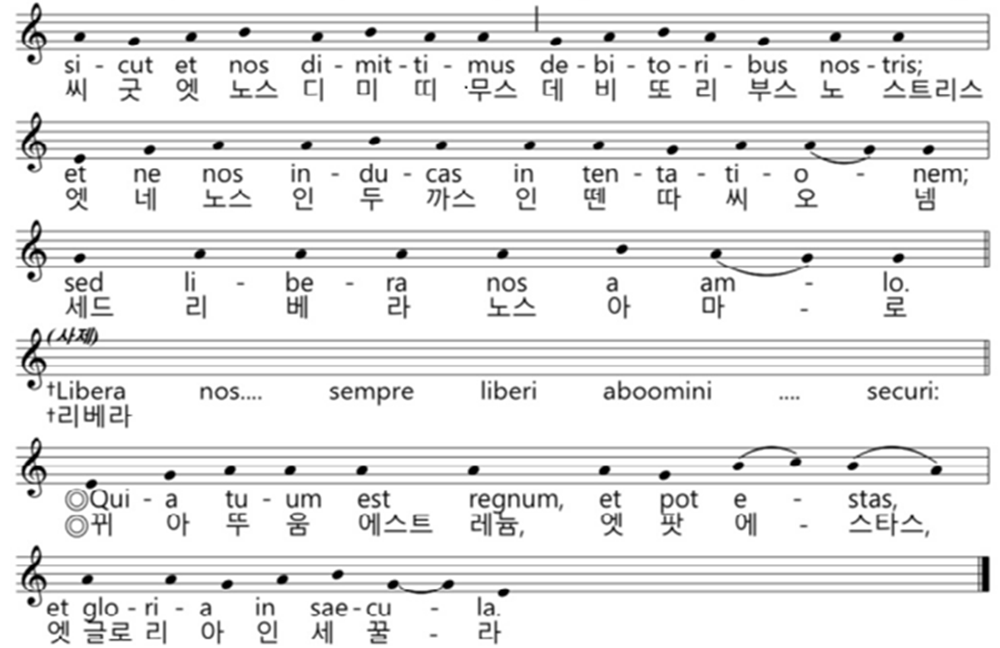 si - cut et nos di - mit - ti - mus de - bi - to - ri - bus nos - tris;
씨 굿 엣 노스 디 미 띠 무스 데 비 또 리 부스 노 스트리스
et ne nos in - du - cas in ten - ta - ti - o - nem;
엣 네 노스 인 두 까스 인 뗀 따 씨 오 넴
sed li - be - ra nos a am - lo.
세드 리 베 라 노스 아 마 - 로
(사제)
†Libera nos.... sempre liberi aboomini .... securi:
†리베라
◎Qui - a tu - um est regnum, et pot e - stas,
◎뀌 아 뚜 움 에스트 레늄, 엣 팟 에 - 스타스,
et glo - ri - a in sae - cu - la.
엣 글로 리 아 인 세 꿀 - 라